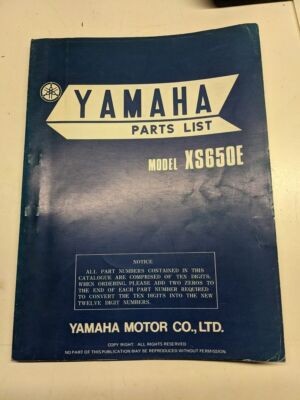 YAMAHA
PARTS LIST
MODEL XS650E
NOTICE
ALL PART NUMBERS CONTAINED IN THIS
CATALOGUE ARE COMPRISED OF TEN DIGITS.
WHEN ORDERING, PLEASE ADD TWO ZEROS TO
THE END OF EACH PART NUMBER REQUIRED
TO CONVERT THE TEN DIGITS INTO THE NEW
TWELVE DIGIT NUMBERS.
YAMAHA MOTOR CO., LTD.
COPY RIGHT : ALL RIGHTS RESERVED
NO PART OF THIS PUBLICATION MAY BE REPRODUCED WITHOUT PERMISSION